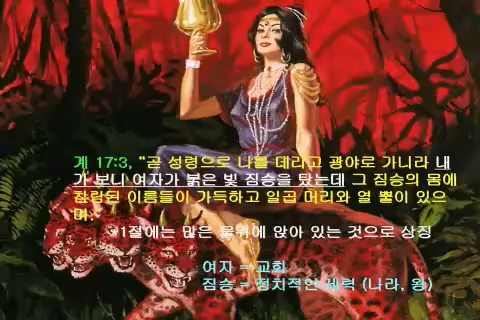 계 17:3, “곧 성령으로 나를 데리고 광야로 가니라 내
가 보니 여자가 붉은 빛 짐승을 탔는데 그 짐승의 몸에
참람된 이름들이 가득하고 일곱 머리와 열 뿔이 있으
며,
*1절에는 많은 물위에 앉아 있는 것으로 상징
여자 = 교회
짐승 = 정치적인 세력 (나라, 왕)